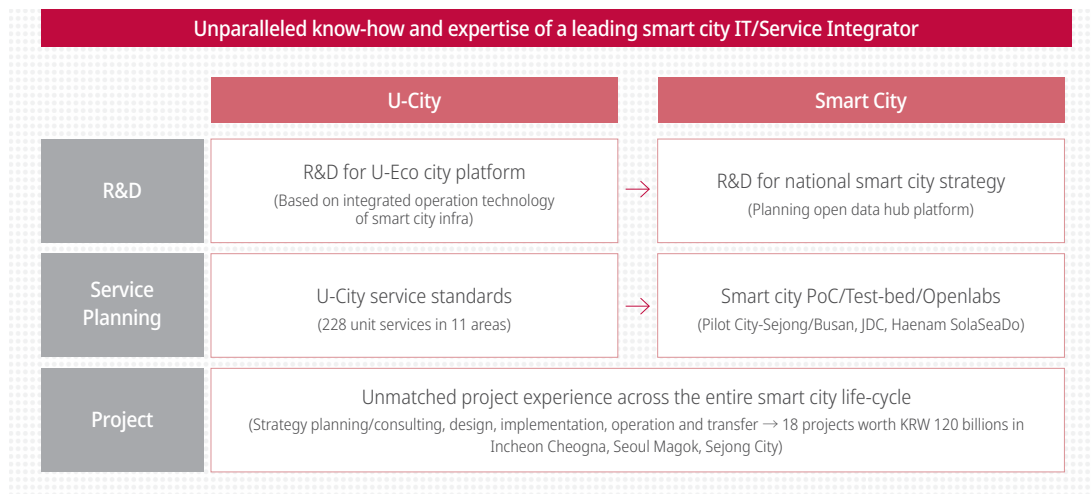 Unparalleled know-how and expertise of a leading smart city IT/Service Integrator
U-City
Smart City
R&D
R&D for U-Eco city platform
(Based on integrated operation technology
of smart city infra)
→
R&D for national smart city strategy
(Planning open data hub platform)
Service
Planning
U-City service standards
(228 unit services in 11 areas)
→
Smart city PoC/Test-bed/Openlabs
(Pilot City-Sejong/Busan, JDC, Haenam SolaSeaDo)
Project
Unmatched project experience across the entire smart city life-cycle
(Strategy planning/consulting, design, implementation, operation and transfer → 18 projects worth KRW 120 billions in
Incheon Cheogna, Seoul Magok, Sejong City)